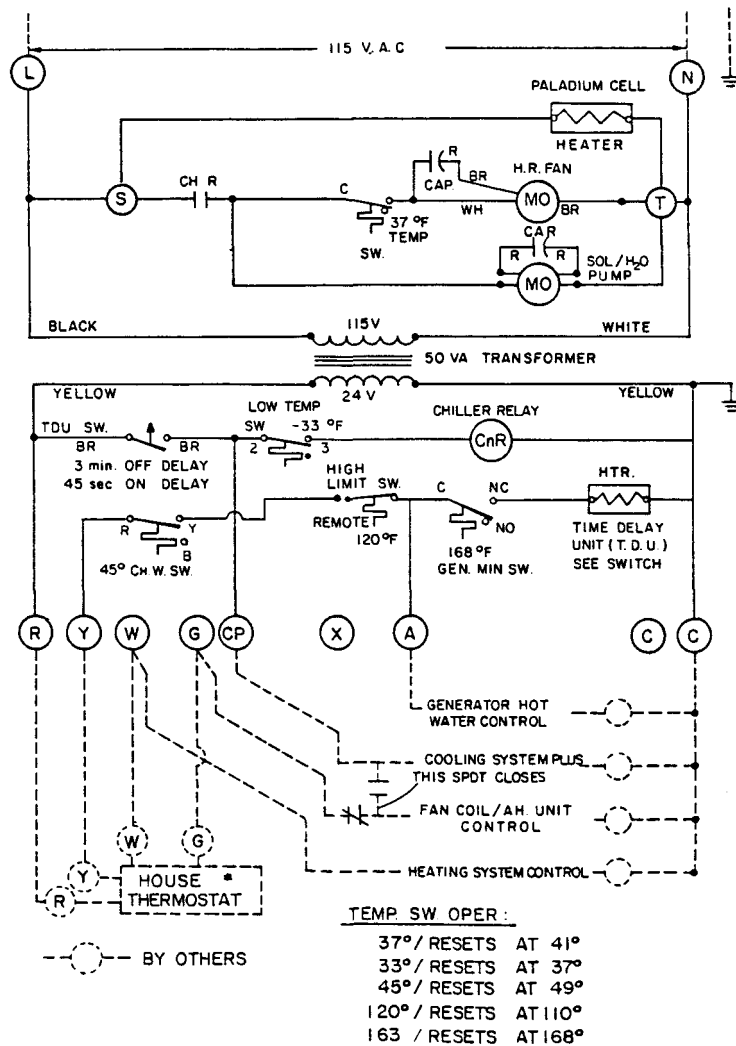 115 V, A.C
L
N
PALADIUM CELL
HEATER
S
CH R
C
R
CAP.
BR
H.R. FAN
MO
WH
BR
T
37 °F
TEMP
SW.
CAR
R
R
MO
SOL/H2O
PUMP
BLACK
115V
WHITE
50 VA TRANSFORMER
YELLOW
24 V
YELLOW
TDU SW.
BR
BR
3 min. OFF DELAY
45 sec ON DELAY
LOW TEMP
SW
-33 °F
2
3
CHILLER RELAY
CnR
HIGH
LIMIT SW.
REMOTE
120°F
C
NC
NO
168 °F
GEN. MIN SW.
HTR.
TIME DELAY
UNIT (T. D. U.)
SEE SWITCH
R
Y
B
45° CH.W. SW.
R
Y
W
G
CP
X
A
C
C
GENERATOR HOT
WATER CONTROL
COOLING SYSTEM PLUS
THIS SPDT CLOSES
FAN COIL/AH. UNIT
CONTROL
HEATING SYSTEM CONTROL
W
G
Y
R
HOUSE *
THERMOSTAT
BY OTHERS
TEMP. SW. OPER :
37°/ RESETS AT 41°
33°/ RESETS AT 37°
45°/ RESETS AT 49°
120°/ RESETS AT 110°
163 / RESETS AT 168°